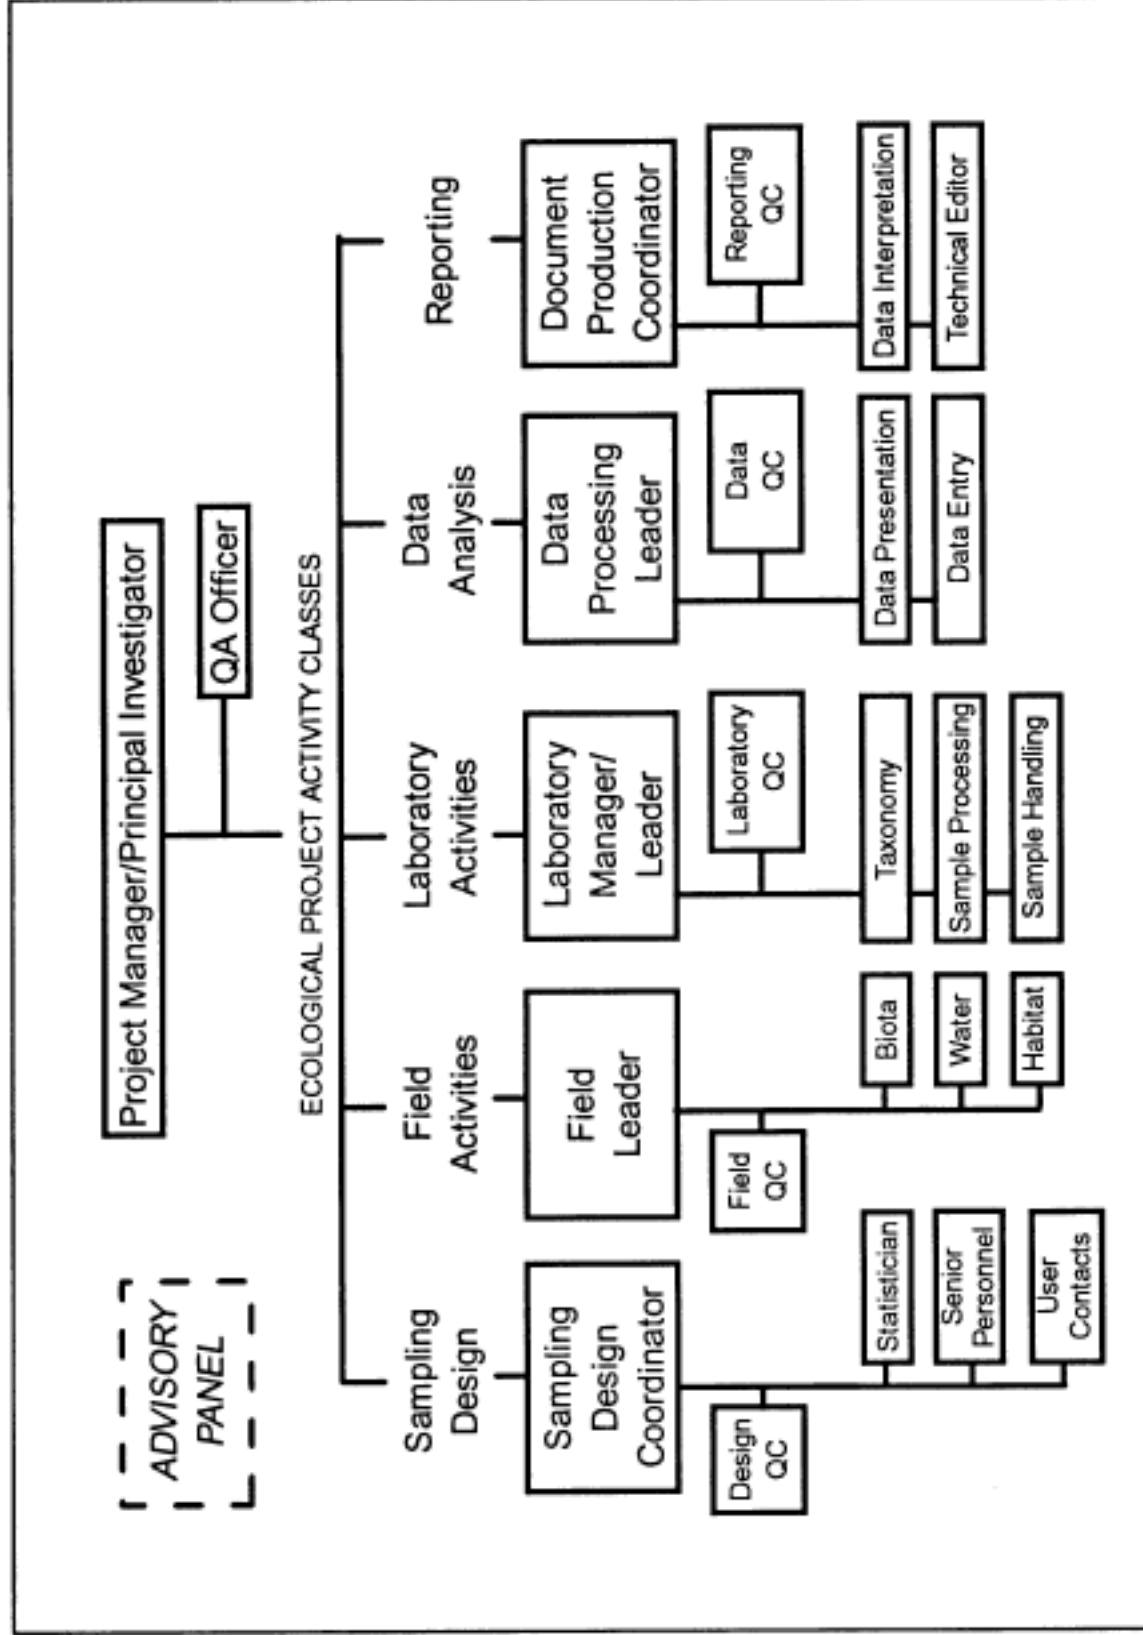 ADVISORY
PANEL
Project Manager/Principal Investigator
QA Officer
ECOLOGICAL PROJECT ACTIVITY CLASSES
Sampling
Design
Field
Activities
Laboratory
Activities
Data
Analysis
Reporting
Sampling
Design
Coordinator
Field
Leader
Laboratory
Manager/
Leader
Data
Processing
Leader
Document
Production
Coordinator
Design
QC
Field
QC
Laboratory
QC
Data
QC
Reporting
QC
Statistician
Senior
Personnel
User
Contacts
Biota
Water
Habitat
Taxonomy
Sample Processing
Sample Handling
Data Presentation
Data Entry
Data Interpretation
Technical Editor